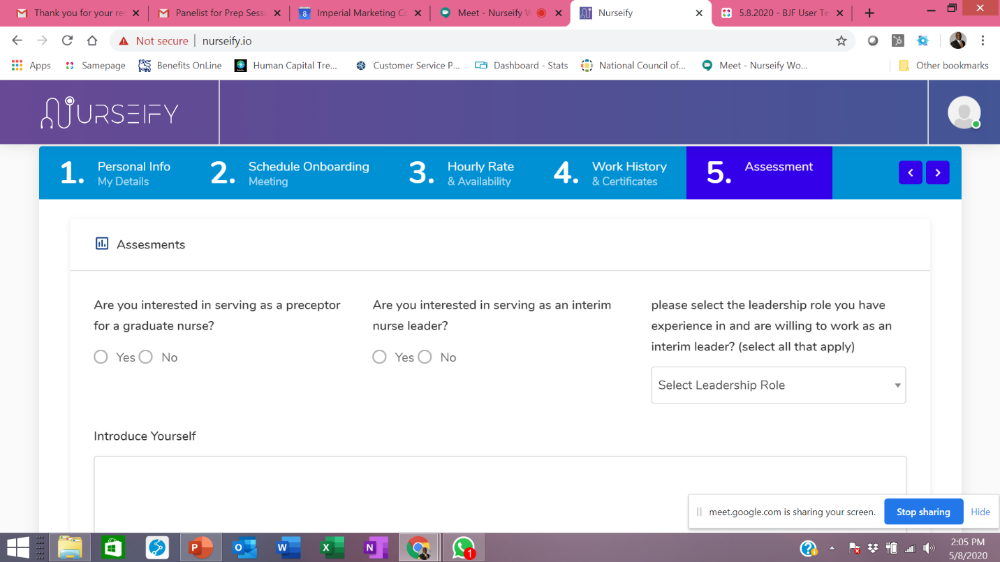 Thank you for your re
Panelist for Prep Sessi
8
Imperial Marketing Co
Meet - Nurseify W
Nurseify
5.8.2020 - BJF User Te
Not secure
nurseify.io
Apps
Samepage
Benefits OnLine
Human Capital Tre...
Customer Service P...
Dashboard - Stats
National Council of...
Meet - Nurseify Wo...
Other bookmarks
NURSEIFY
1. Personal Info
My Details
2. Schedule Onboarding
Meeting
3. Hourly Rate
& Availability
4. Work History
& Certificates
5. Assessment
Assesments
Are you interested in serving as a preceptor
for a graduate nurse?
Yes No
Are you interested in serving as an interim
nurse leader?
Yes No
please select the leadership role you have
experience in and are willing to work as an
interim leader? (select all that apply)
Select Leadership Role
Introduce Yourself
meet.google.com is sharing your screen. Stop sharing Hide
1
2:05 PM
5/8/2020